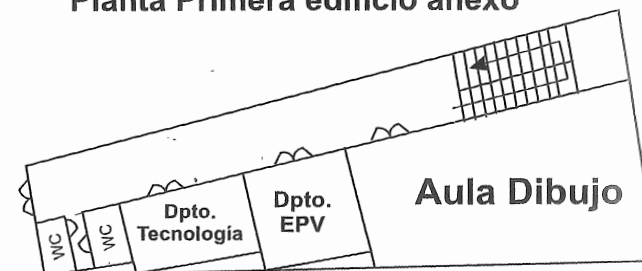 Planta Primera edificio anexo
WC
WC
Dpto.
Tecnología
Dpto.
EPV
Aula Dibujo